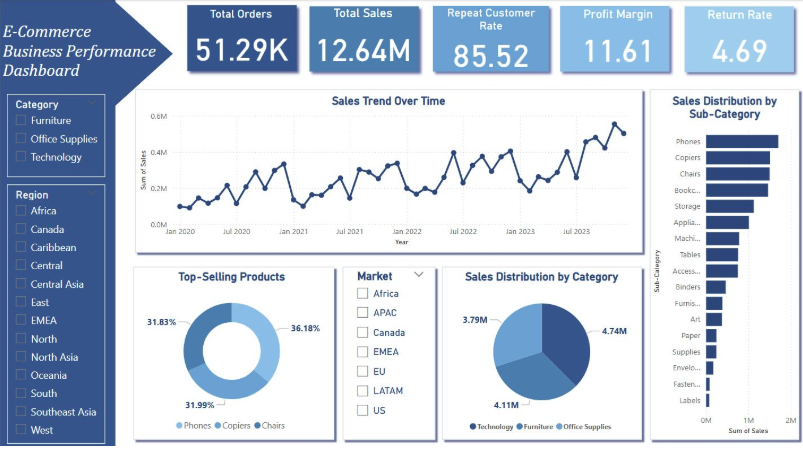 E-Commerce
Business Performance
Dashboard
Total Orders
51.29K
Total Sales
12.64M
Repeat Customer
Rate
85.52
Profit Margin
11.61
Return Rate
4.69
Category
Furniture
Office Supplies
Technology
Region
Africa
Canada
Caribbean
Central
Central Asia
East
EMEA
North
North Asia
Oceania
South
Southeast Asia
West
Sales Trend Over Time
Sum of Sales
0.6M
0.4M
0.2M
0.0M
Jan 2020
Jul 2020
Jan 2021
Jul 2021
Jan 2022
Jul 2022
Jan 2023
Jul 2023
Year
Top-Selling Products
31.83%
36.18%
31.99%
Phones
Copiers
Chairs
Market
Africa
APAC
Canada
EMEA
EU
LATAM
US
Sales Distribution by Category
3.79M
4.74M
4.11M
Technology
Furniture
Office Supplies
Sales Distribution by
Sub-Category
Sub-Category
Phones
Copiers
Chairs
Bookc...
Storage
Applia...
Machi...
Tables
Access...
Binders
Furnis...
Art
Paper
Supplies
Envelo...
Fasten...
Labels
0M
1M
2M
Sum of Sales